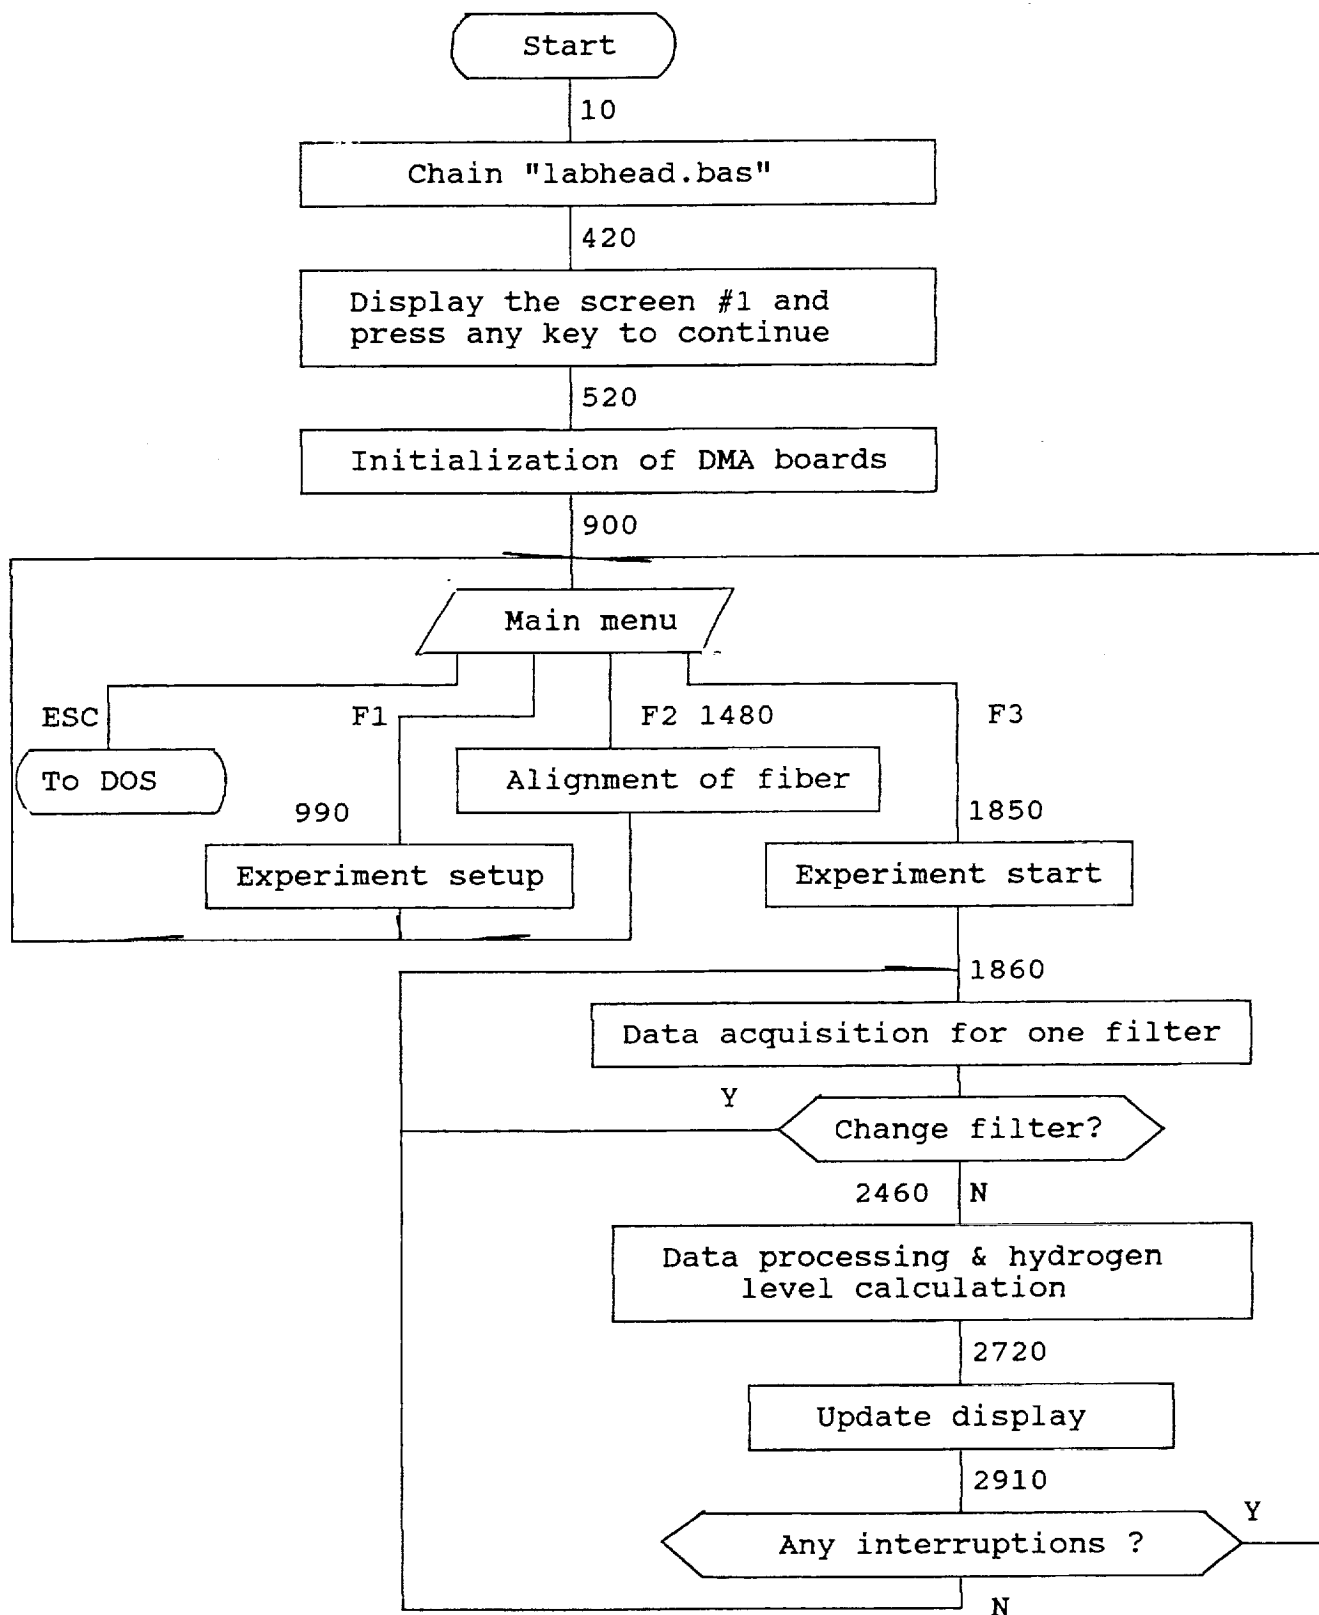 Start
10
Chain "labhead.bas"
420
Display the screen #1 and
press any key to continue
520
Initialization of DMA boards
900
Main menu
ESC
F1
F2 1480
F3
To DOS
Alignment of fiber
990
1850
Experiment setup
Experiment start
1860
Data acquisition for one filter
Y
Change filter?
2460 N
Data processing & hydrogen
level calculation
2720
Update display
2910
Y
Any interruptions ?
N